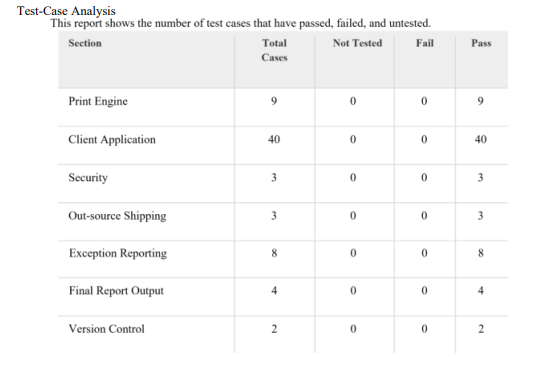 Test-Case Analysis
This report shows the number of test cases that have passed, failed, and untested.
Section Total Cases Not Tested Fail Pass
Print Engine 9 0 0 9
Client Application 40 0 0 40
Security 3 0 0 3
Out-source Shipping 3 0 0 3
Exception Reporting 8 0 0 8
Final Report Output 4 0 0 4
Version Control 2 0 0 2